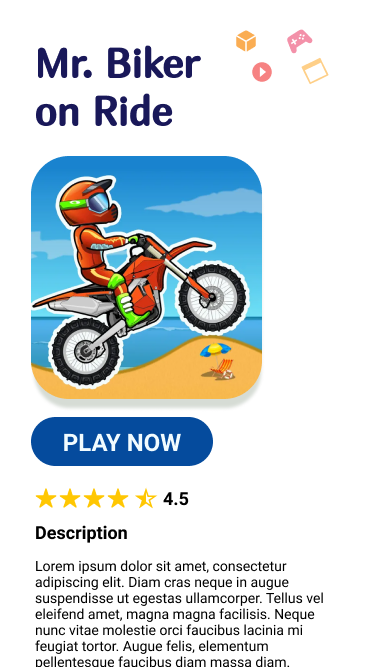 Mr. Biker
on Ride
PLAY NOW
4.5
Description
Lorem ipsum dolor sit amet, consectetur
adipiscing elit. Diam cras neque in augue
suspendisse ut egestas ullamcorper. Tellus vel
eleifend amet, magna magna facilisis. Neque
nunc vitae molestie orci faucibus lacinia mi
feugiat tortor. Augue felis, elementum
pellentesque faucibus diam massa diam.